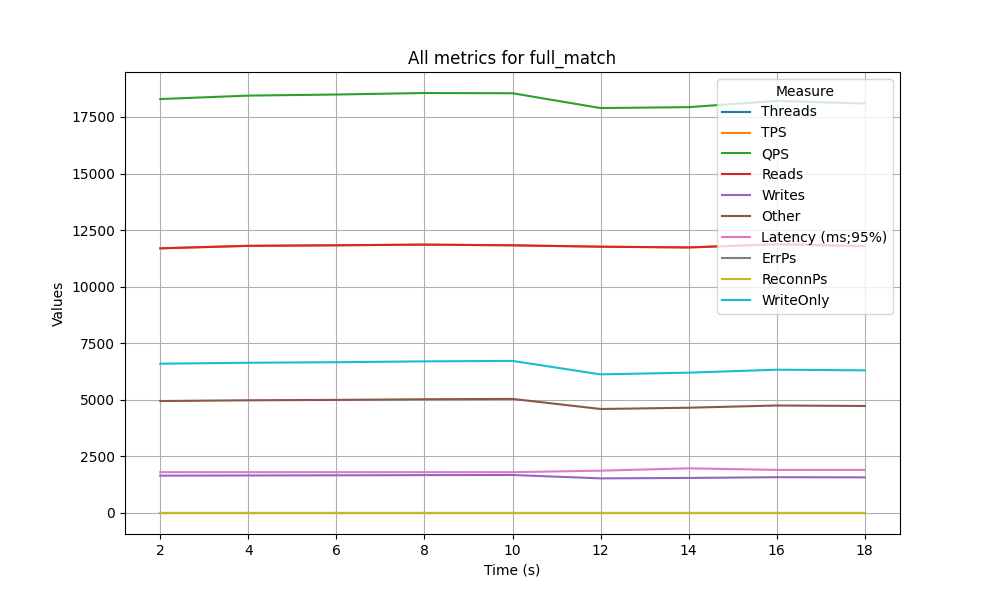 All metrics for full_match
Measure
Threads
TPS
QPS
Reads
Writes
Other
Latency (ms;95%)
ErrPs
ReconnPs
WriteOnly
Values
17500
15000
12500
10000
7500
5000
2500
0
2 4 6 8 10 12 14 16 18
Time (s)